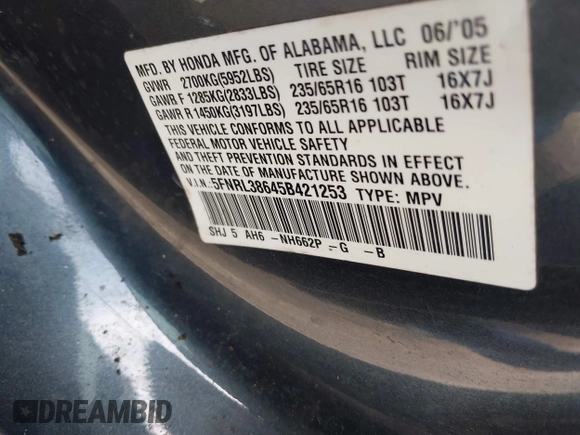 MFD. BY HONDA MFG. OF ALABAMA, LLC 06/'05
GVWR 2700KG(5952LBS) TIRE SIZE RIM SIZE
GAWR F 1285KG(2833LBS) 235/65R16 103T 16X7J
GAWR R 1450KG(3197LBS) 235/65R16 103T 16X7J
THIS VEHICLE CONFORMS TO ALL APPLICABLE
FEDERAL MOTOR VEHICLE SAFETY
AND THEFT PREVENTION STANDARDS IN EFFECT
ON THE DATE OF MANUFACTURE SHOWN ABOVE.
V.I.N.: 5FNRL38645B421253 TYPE: MPV
SHJ 5 AH6 -NH662P -G -B
DREAMBID